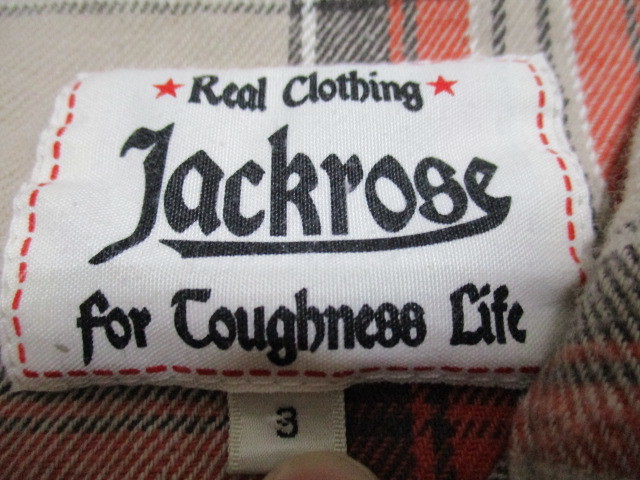 ★ Real Clothing ★
Jackrose
for Toughness Life
3